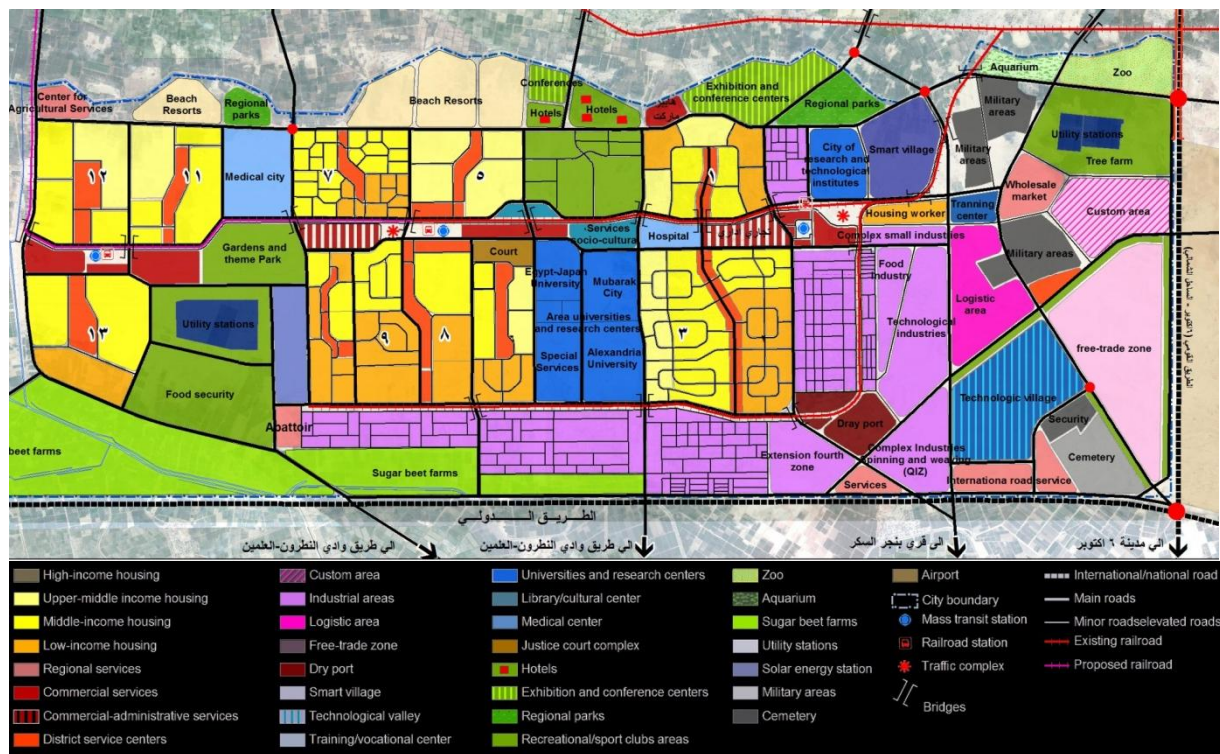 Aquarium
Zoo
Conferences
Center for
Agricultural Services
Beach
Resorts
Regional
parks
Beach Resorts
Hotels
Hotels
هايبر
ماركت
Exhibition and
conference centers
Regional parks
Military
areas
Utility stations
Tree farm
١٢
١١
Medical city
٧
٥
١
City of
research and
technological
institutes
Smart village
Military
areas
Wholesale
market
Custom area
Housing worker
Tranning
center
Services
socio-cultura
Hospital
Complex small industries
Military areas
Gardens and
theme Park
Court
Egypt-Japan
University
Mubarak
City
Area universities
and research centers
Special
Services
Alexandria
University
Food
Industry
Technological
industries
Logistic
area
free-trade zone
١٣
Utility stations
٩
٨
٣
Food security
Abattoir
Technologic village
Security
Cemetery
Dray port
beet farms
Sugar beet farms
Extension fourth
zone
Complex Industries
Spinning and weaving
(QIZ)
Services
Internationa road service
الطريق الـــدولـــي
الي طريق وادي النطرون-العلمين
الي طريق وادي النطرون-العلمين
الى قري بنجر السكر
الي مدينة ٦ اكتوبر
High-income housing
Upper-middle income housing
Middle-income housing
Low-income housing
Regional services
Commercial services
Commercial-administrative services
District service centers
Custom area
Industrial areas
Logistic area
Free-trade zone
Dry port
Smart village
Technological valley
Training/vocational center
Universities and research centers
Library/cultural center
Medical center
Justice court complex
Hotels
Exhibition and conference centers
Regional parks
Recreational/sport clubs areas
Zoo
Aquarium
Sugar beet farms
Utility stations
Solar energy station
Military areas
Cemetery
Airport
City boundary
Mass transit station
Railroad station
Traffic complex
Bridges
International/national road
Main roads
Minor roadselevated roads
Existing railroad
Proposed railroad